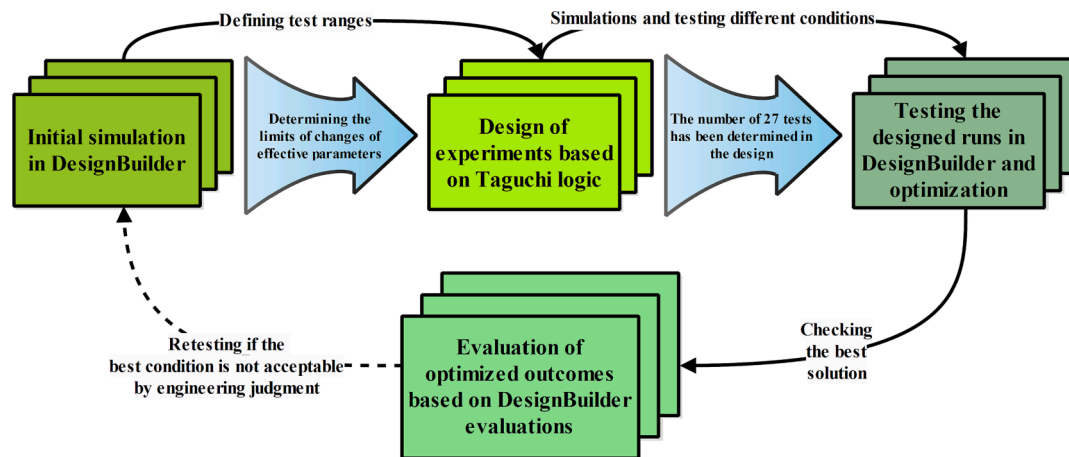 Defining test ranges
Simulations and testing different conditions
Initial simulation
in DesignBuilder
Determining the
limits of changes of
effective parameters
Design of
experiments based
on Taguchi logic
The number of 27 tests
has been determined in
the design
Testing the
designed runs in
DesignBuilder and
optimization
Retesting if the
best condition is not acceptable
by engineering judgment
Evaluation of
optimized outcomes
based on DesignBuilder
evaluations
Checking
the best
solution